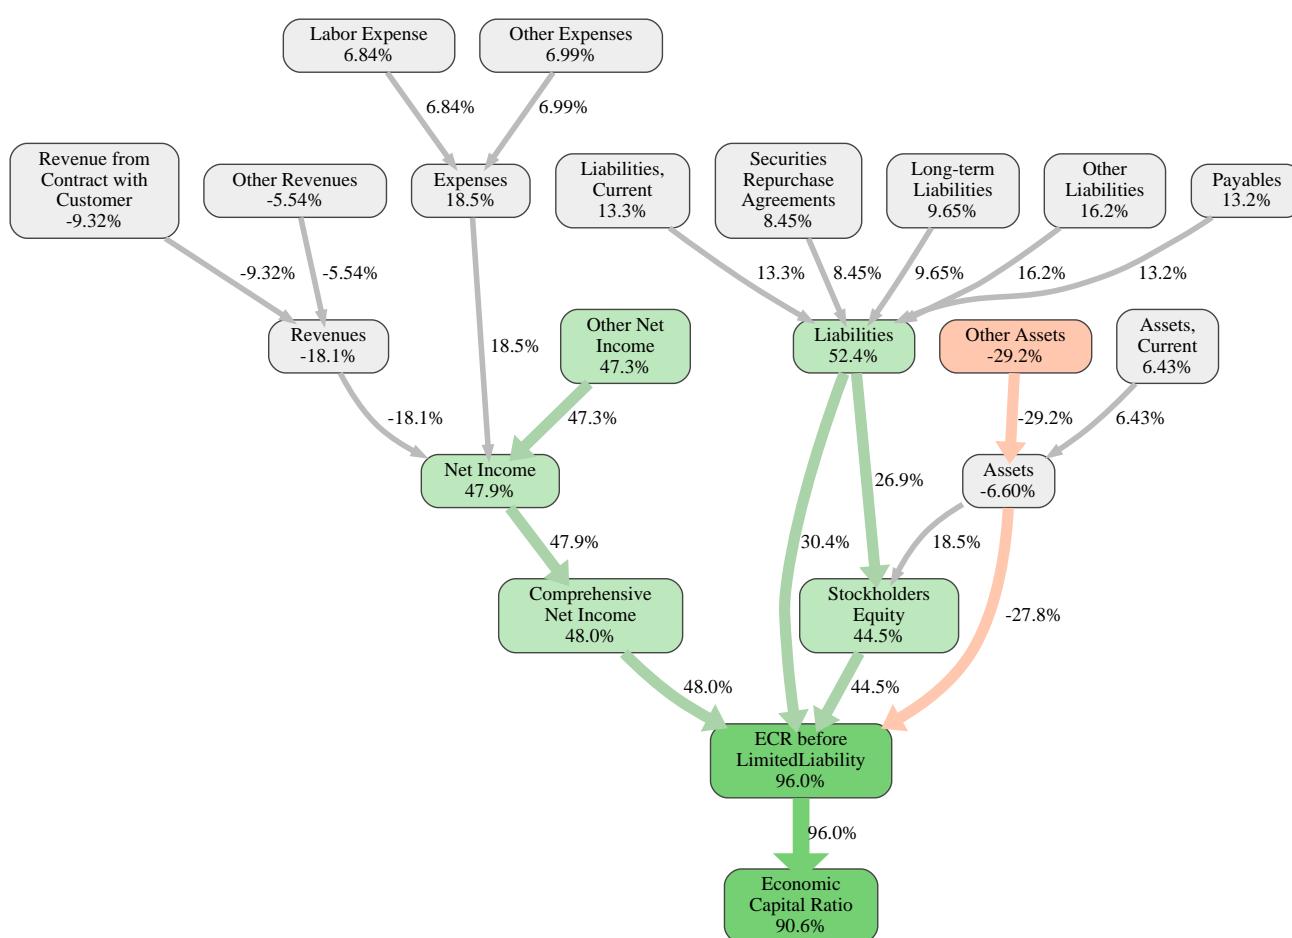 Labor Expense
6.84%
Other Expenses
6.99%
6.84%
6.99%
Revenue from
Contract with
Customer
-9.32%
Other Revenues
-5.54%
Expenses
18.5%
Liabilities,
Current
13.3%
Securities
Repurchase
Agreements
8.45%
Long-term
Liabilities
9.65%
Other
Liabilities
16.2%
Payables
13.2%
-9.32%
-5.54%
13.3%
8.45%
9.65%
16.2%
13.2%
Revenues
-18.1%
18.5%
Other Net
Income
47.3%
Liabilities
52.4%
Other Assets
-29.2%
Assets,
Current
6.43%
-18.1%
47.3%
-29.2%
6.43%
Net Income
47.9%
26.9%
Assets
-6.60%
47.9%
30.4%
18.5%
Comprehensive
Net Income
48.0%
Stockholders
Equity
44.5%
-27.8%
48.0%
44.5%
ECR before
LimitedLiability
96.0%
96.0%
Economic
Capital Ratio
90.6%